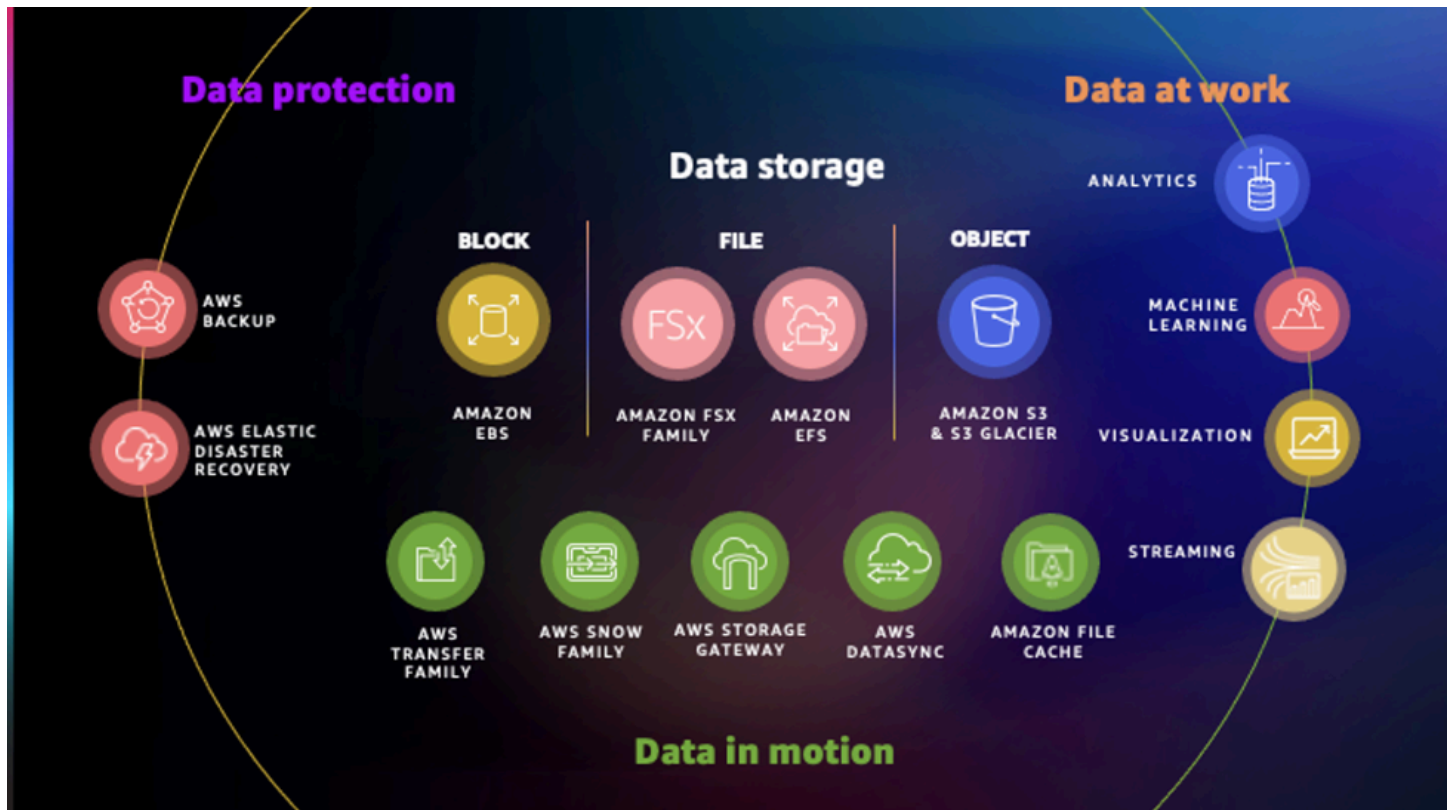 Data protection
Data at work
Data storage
ANALYTICS
BLOCK
FILE
OBJECT
AWS
BACKUP
FSx
MACHINE
LEARNING
AMAZON
EBS
AMAZON FSX
FAMILY
AMAZON
EFS
AMAZON S3
& S3 GLACIER
AWS ELASTIC
DISASTER
RECOVERY
VISUALIZATION
STREAMING
AWS
TRANSFER
FAMILY
AWS SNOW
FAMILY
AWS STORAGE
GATEWAY
AWS
DATASYNC
AMAZON FILE
CACHE
Data in motion